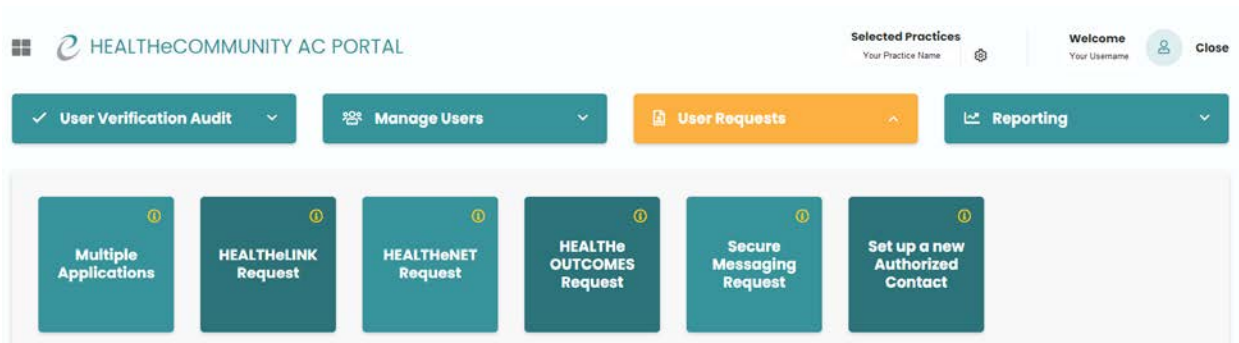 HEALTHeCOMMUNITY AC PORTAL
Selected Practices
Your Practice Name
Welcome
Your Username
Close
User Verification Audit
Manage Users
User Requests
Reporting
Multiple
Applications
HEALTHeLINK
Request
HEALTHeNET
Request
HEALTHe
OUTCOMES
Request
Secure
Messaging
Request
Set up a new
Authorized
Contact